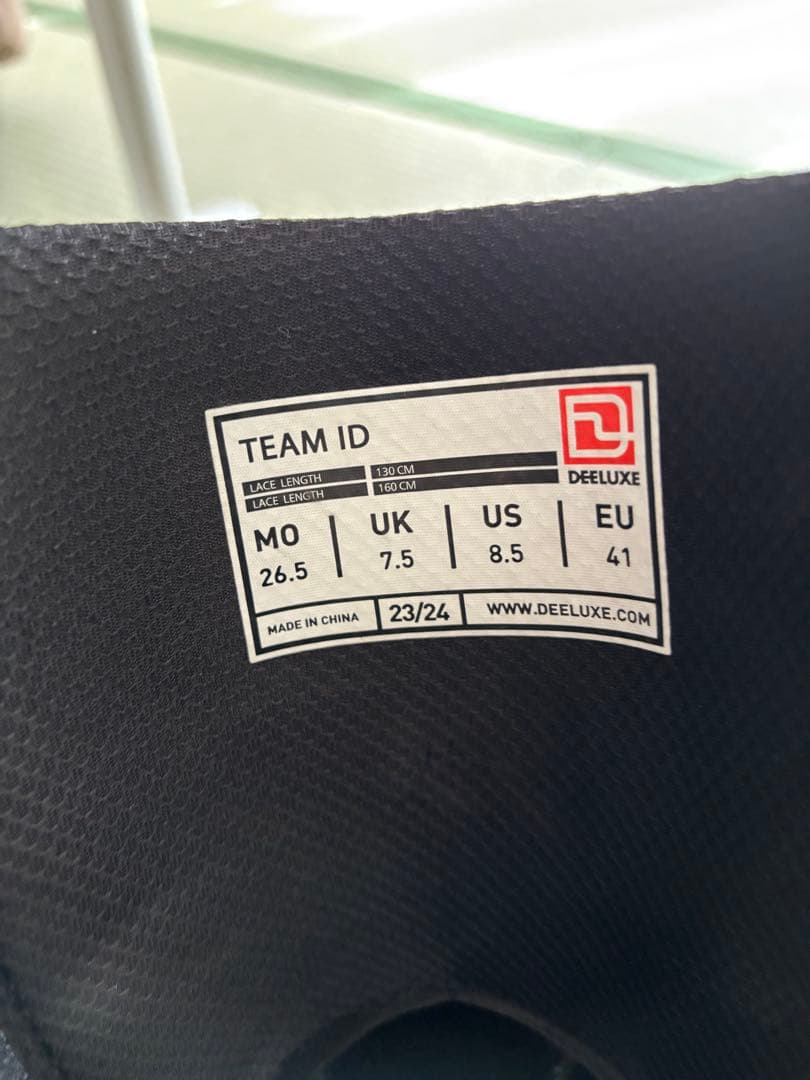 TEAM ID
LACE LENGTH 130 CM
LACE LENGTH 160 CM
DEELUXE
MO UK US EU
26.5 7.5 8.5 41
MADE IN CHINA 23/24 WWW.DEELUXE.COM